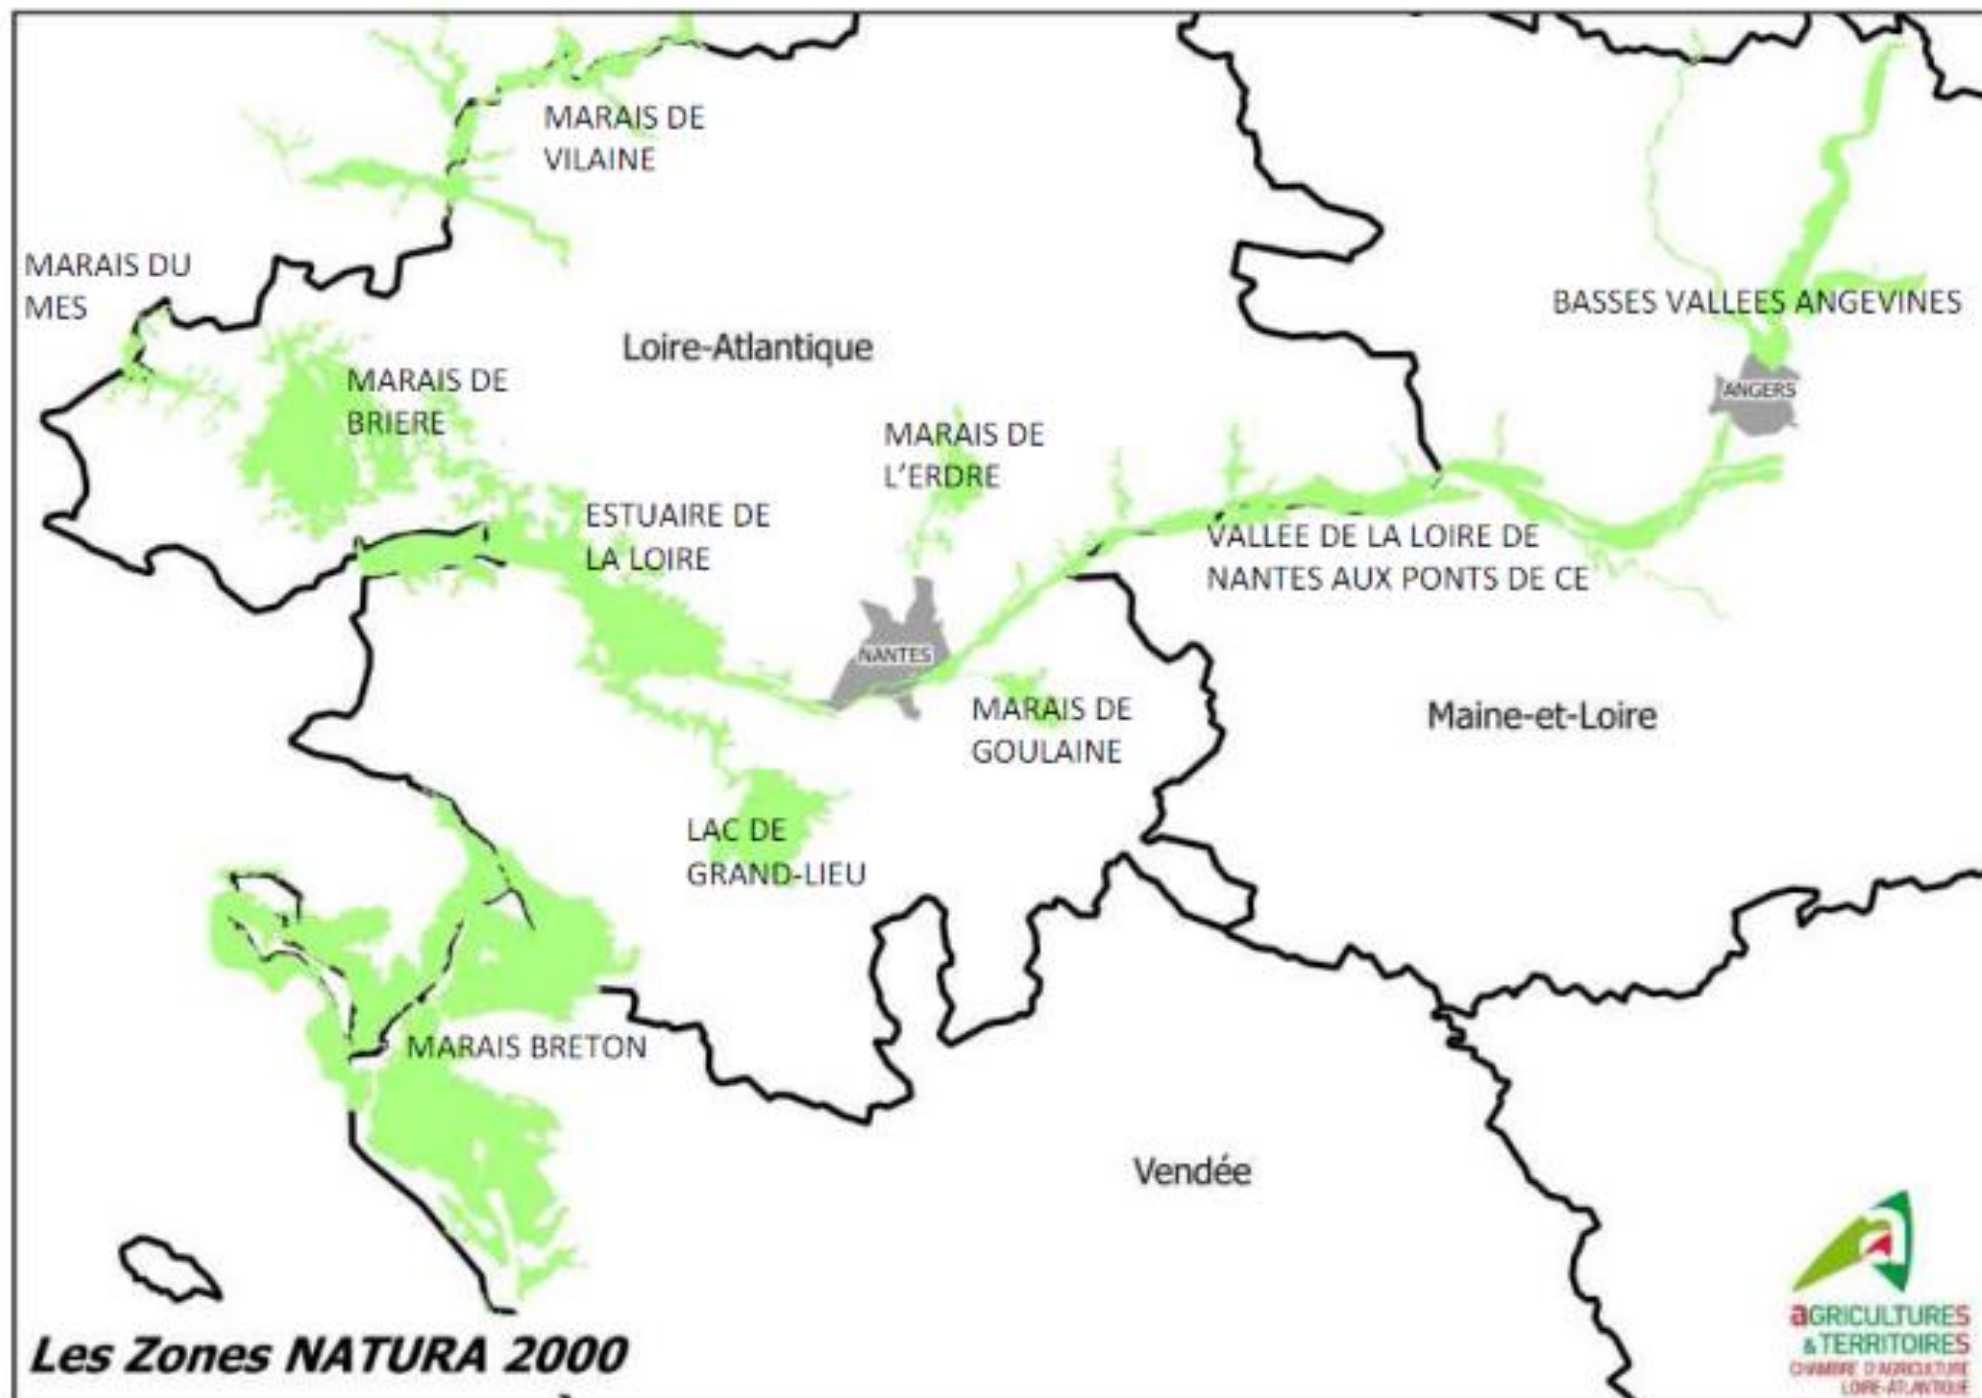 MARAIS DE
VILAINE
MARAIS DU
MES
BASSES VALLEES ANGEVINES
Loire-Atlantique
MARAIS DE
BRIERE
ANGERS
MARAIS DE
L'ERDRE
ESTUAIRE DE
LA LOIRE
VALLEE DE LA LOIRE DE
NANTES AUX PONTS DE CE
NANTES
MARAIS DE
GOULAINE
Maine-et-Loire
LAC DE
GRAND-LIEU
MARAIS BRETON
Vendée
Les Zones NATURA 2000
aGRICULTURES
& TERRITOIRES
CHAMBRE D'AGRICULTURE
LOIRE-ATLANTIQUE